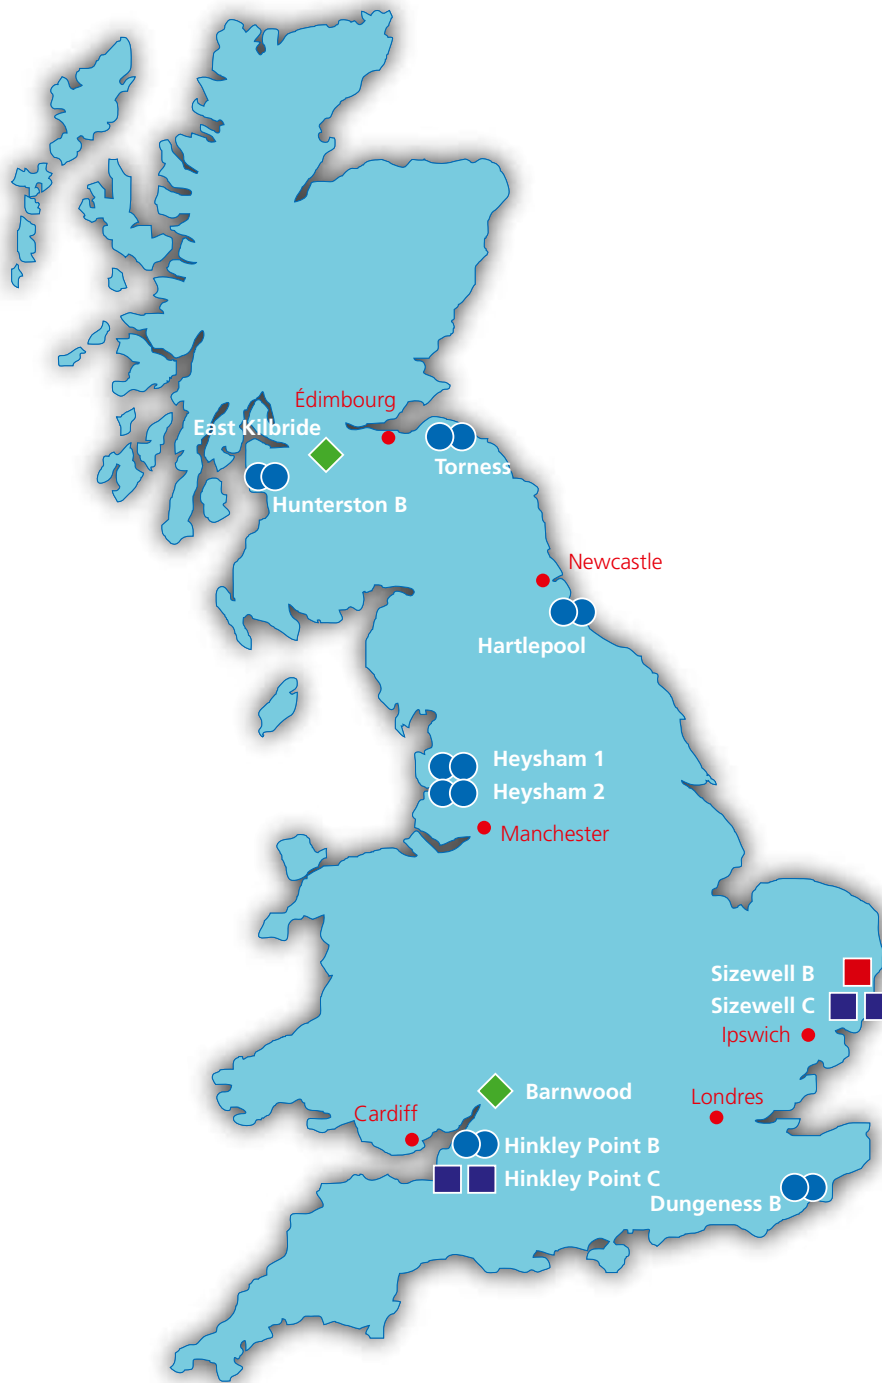 Édimbourg
East Kilbride
Torness
Hunterston B
Newcastle
Hartlepool
Heysham 1
Heysham 2
Manchester
Sizewell B
Sizewell C
Ipswich
Barnwood
Londres
Cardiff
Hinkley Point B
Hinkley Point C
Dungeness B